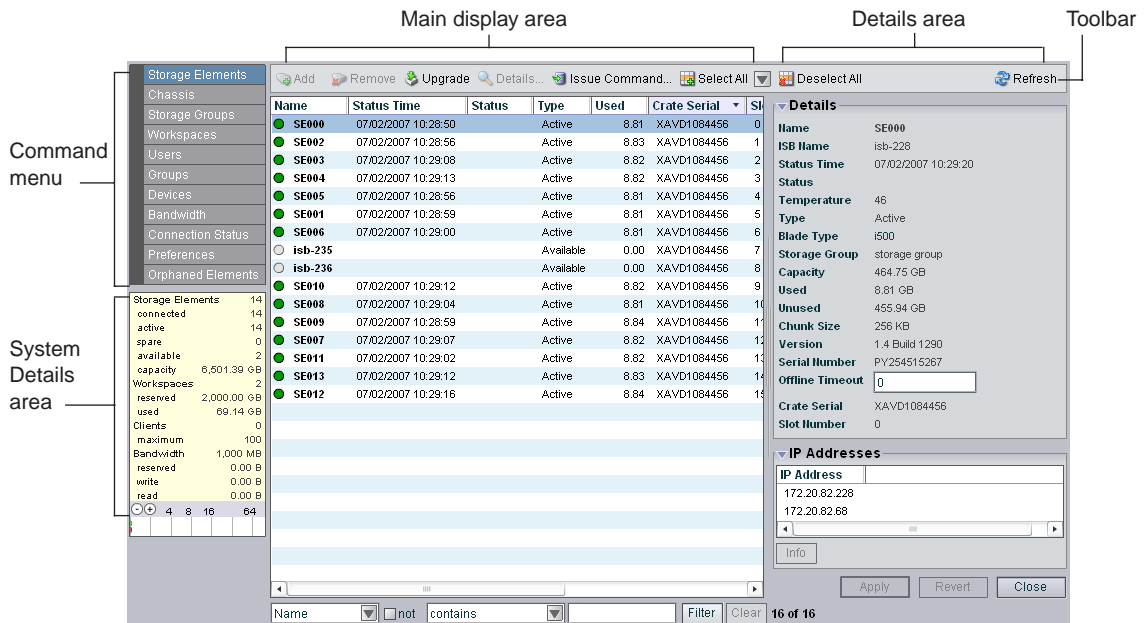 Main display area
Details area
Toolbar
Command menu
System Details area
Storage Elements
Chassis
Storage Groups
Workspaces
Users
Groups
Devices
Bandwidth
Connection Status
Preferences
Orphaned Elements
Storage Elements 14
connected 14
active 14
spare 0
available 2
capacity 6,501.39 GB
Workspaces 2
reserved 2,000.00 GB
used 69.14 GB
Clients 0
maximum 100
Bandwidth 1,000 MB
reserved 0.00 B
write 0.00 B
read 0.00 B
4 8 16 64
Add Remove Upgrade Details... Issue Command... Select All Deselect All Refresh
Name Status Time Status Type Used Crate Serial Sl
SE000 07/02/2007 10:28:50 Active 8.81 XAVD1084456 0
SE002 07/02/2007 10:28:56 Active 8.83 XAVD1084456 1
SE003 07/02/2007 10:29:08 Active 8.82 XAVD1084456 2
SE004 07/02/2007 10:29:13 Active 8.82 XAVD1084456 3
SE005 07/02/2007 10:28:56 Active 8.81 XAVD1084456 4
SE001 07/02/2007 10:28:59 Active 8.81 XAVD1084456 5
SE006 07/02/2007 10:29:00 Active 8.81 XAVD1084456 6
isb-235 Available 0.00 XAVD1084456 7
isb-236 Available 0.00 XAVD1084456 8
SE010 07/02/2007 10:29:12 Active 8.82 XAVD1084456 9
SE008 07/02/2007 10:29:04 Active 8.81 XAVD1084456 10
SE009 07/02/2007 10:28:59 Active 8.84 XAVD1084456 11
SE007 07/02/2007 10:29:07 Active 8.82 XAVD1084456 12
SE011 07/02/2007 10:29:02 Active 8.82 XAVD1084456 13
SE013 07/02/2007 10:29:12 Active 8.83 XAVD1084456 14
SE012 07/02/2007 10:29:16 Active 8.84 XAVD1084456 15
Name not contains Filter Clear 16 of 16
Details
Name SE000
ISB Name isb-228
Status Time 07/02/2007 10:29:20
Status
Temperature 46
Type Active
Blade Type i500
Storage Group storage group
Capacity 464.75 GB
Used 8.81 GB
Unused 455.94 GB
Chunk Size 256 KB
Version 1.4 Build 1290
Serial Number PY254515267
Offline Timeout 0
Crate Serial XAVD1084456
Slot Number 0
IP Addresses
IP Address
172.20.82.228
172.20.82.68
Info
Apply Revert Close